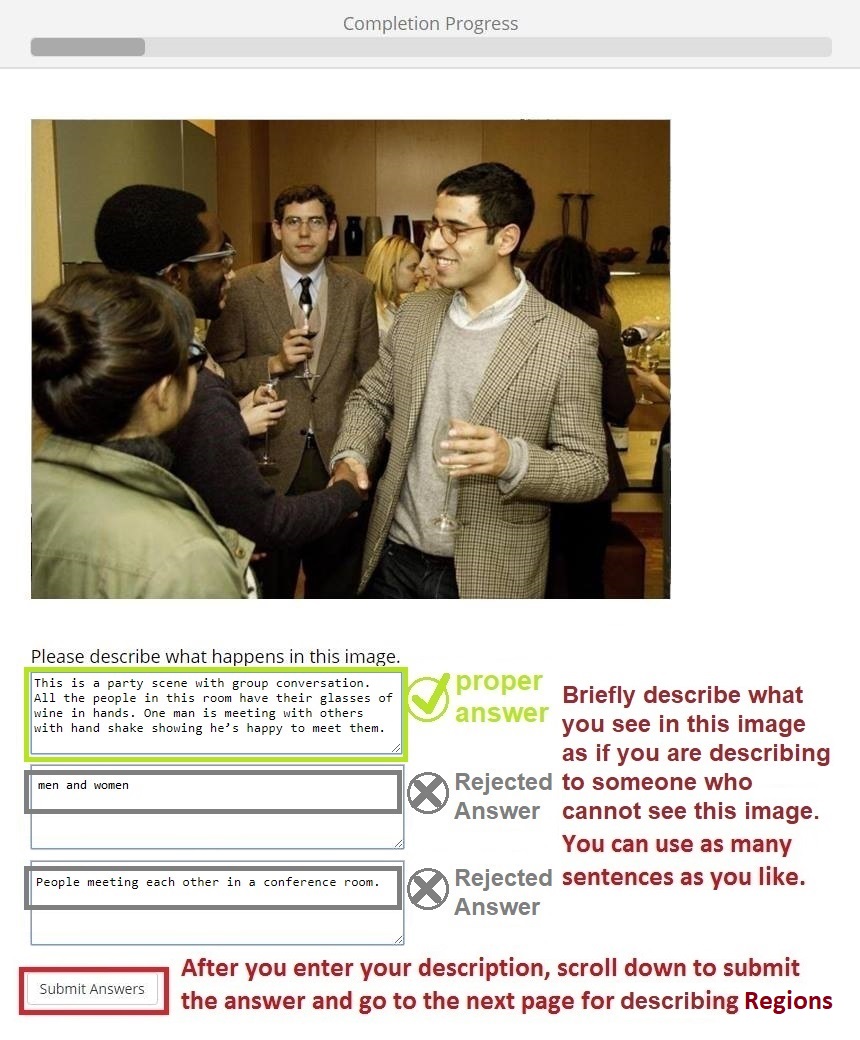 Completion Progress
Please describe what happens in this image.
This is a party scene with group conversation.
All the people in this room have their glasses of
wine in hands. One man is meeting with others
with hand shake showing he's happy to meet them.
proper
answer
men and women
Rejected
Answer
People meeting each other in a conference room.
Rejected
Answer
Briefly describe what
you see in this image
as if you are describing
to someone who
cannot see this image.
You can use as many
sentences as you like.
Submit Answers
After you enter your description, scroll down to submit
the answer and go to the next page for describing Regions